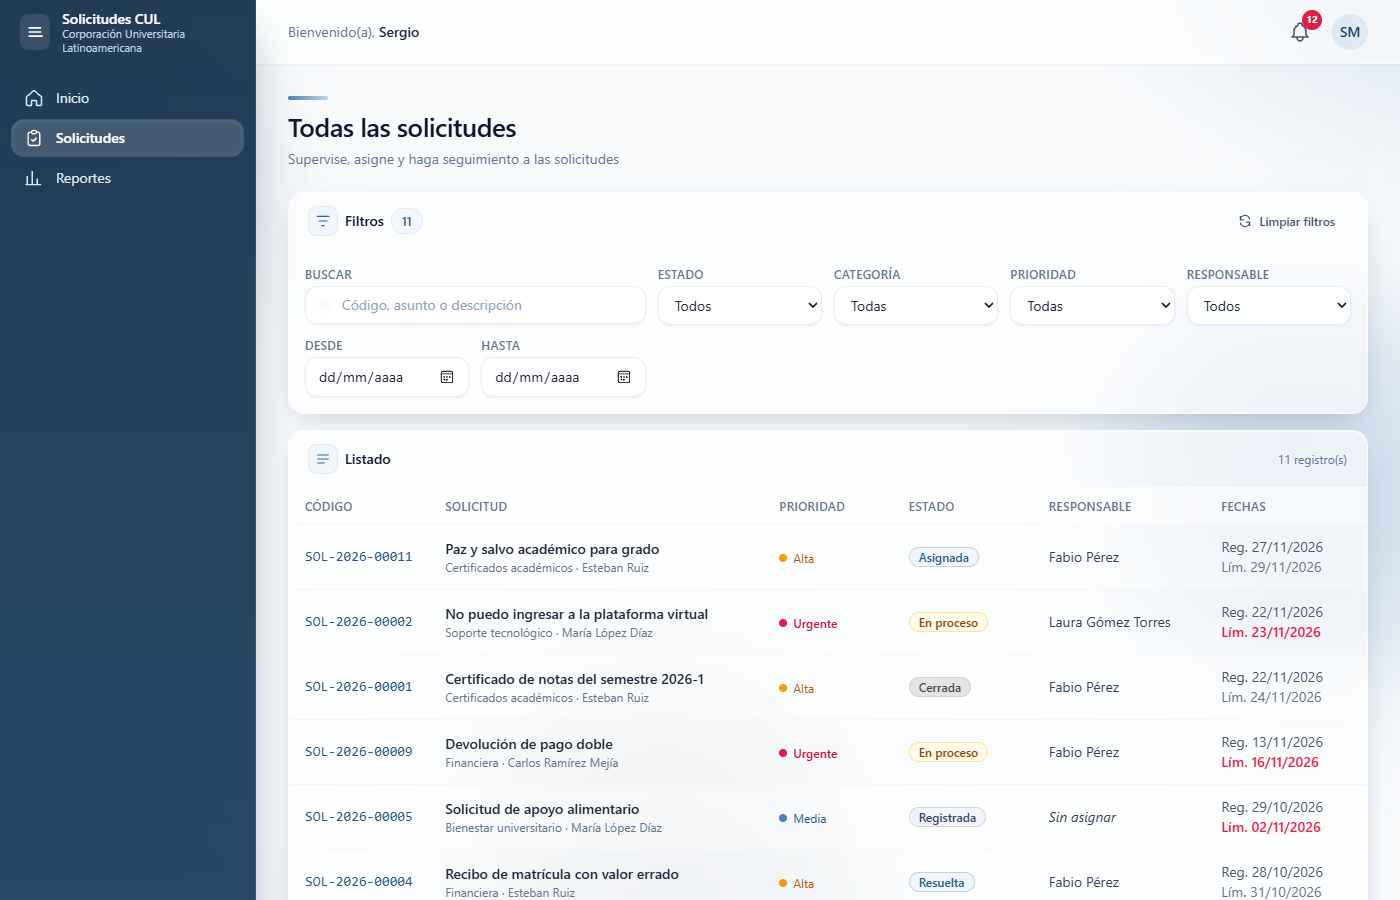 Solicitudes CUL
Corporación Universitaria
Latinoamericana
Inicio
Solicitudes
Reportes
Bienvenido(a), Sergio
12
SM
Todas las solicitudes
Supervise, asigne y haga seguimiento a las solicitudes
Filtros 11
Limpiar filtros
BUSCAR ESTADO CATEGORÍA PRIORIDAD RESPONSABLE
Código, asunto o descripción Todos Todas Todas Todos
DESDE HASTA
dd/mm/aaaa dd/mm/aaaa
Listado 11 registro(s)
CÓDIGO SOLICITUD PRIORIDAD ESTADO RESPONSABLE FECHAS
SOL-2026-00011 Paz y salvo académico para grado Alta Asignada Fabio Pérez Reg. 27/11/2026
Certificados académicos · Esteban Ruiz Lím. 29/11/2026
SOL-2026-00002 No puedo ingresar a la plataforma virtual Urgente En proceso Laura Gómez Torres Reg. 22/11/2026
Soporte tecnológico · María López Díaz Lím. 23/11/2026
SOL-2026-00001 Certificado de notas del semestre 2026-1 Alta Cerrada Fabio Pérez Reg. 22/11/2026
Certificados académicos · Esteban Ruiz Lím. 24/11/2026
SOL-2026-00009 Devolución de pago doble Urgente En proceso Fabio Pérez Reg. 13/11/2026
Financiera · Carlos Ramírez Mejía Lím. 16/11/2026
SOL-2026-00005 Solicitud de apoyo alimentario Media Registrada Sin asignar Reg. 29/10/2026
Bienestar universitario · María López Díaz Lím. 02/11/2026
SOL-2026-00004 Recibo de matrícula con valor errado Alta Resuelta Fabio Pérez Reg. 28/10/2026
Financiera · Esteban Ruiz Lím. 31/10/2026